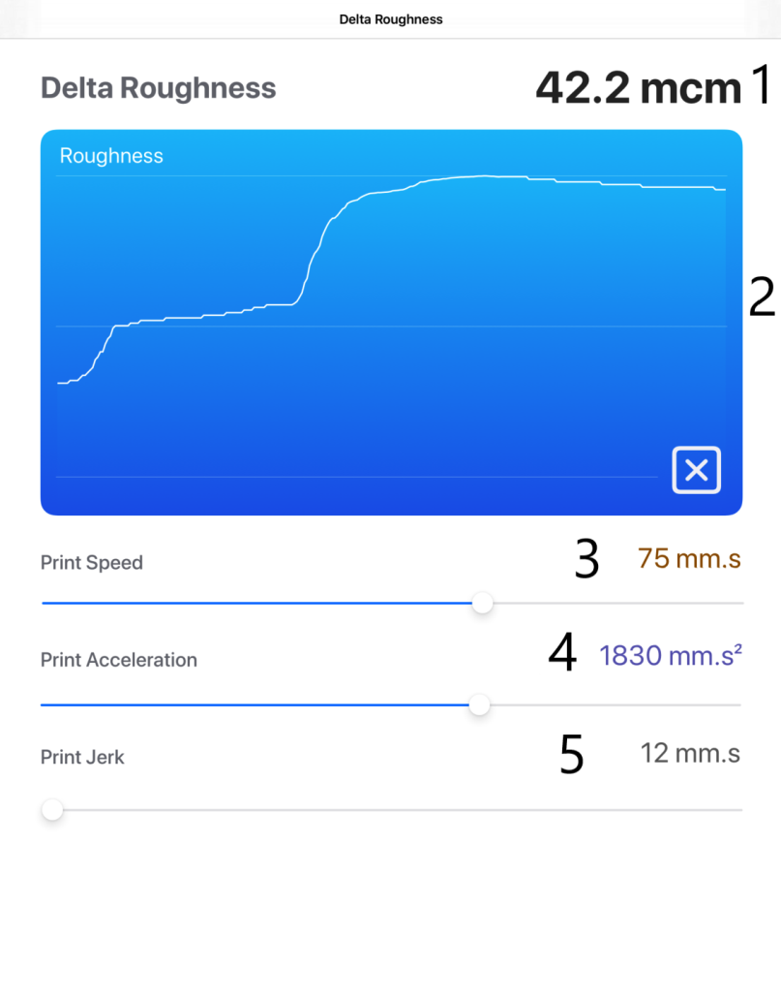 Delta Roughness
Delta Roughness 42.2 mcm 1
Roughness
2
Print Speed 3 75 mm.s
Print Acceleration 4 1830 mm.s²
Print Jerk 5 12 mm.s